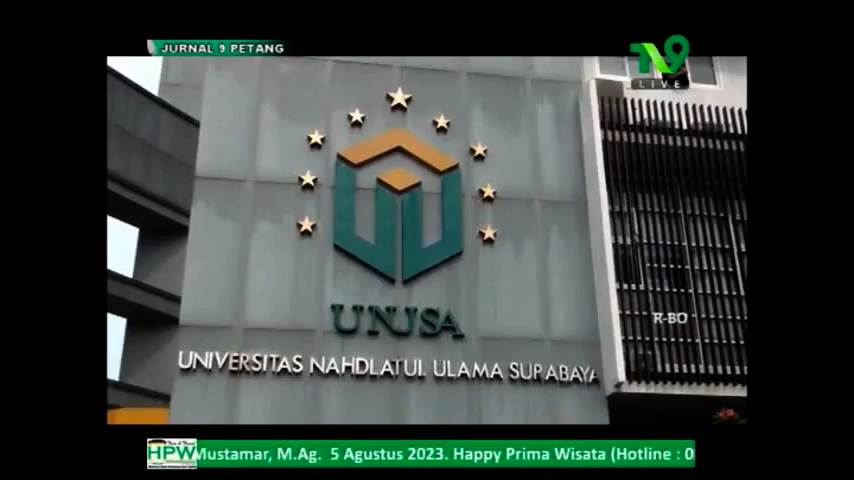 JURNAL 9 PETANG
TV9
LIVE
UNUSA
UNIVERSITAS NAHDLATUL ULAMA SURABAYA
R-BO
HPW
Mustamar, M.Ag. 5 Agustus 2023. Happy Prima Wisata (Hotline : 0